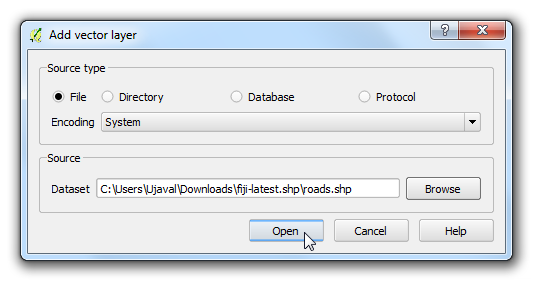 Add vector layer
Source type
File Directory Database Protocol
Encoding System
Source
Dataset C:\Users\Ujaval\Downloads\fiji-latest.shp\roads.shp Browse
Open Cancel Help